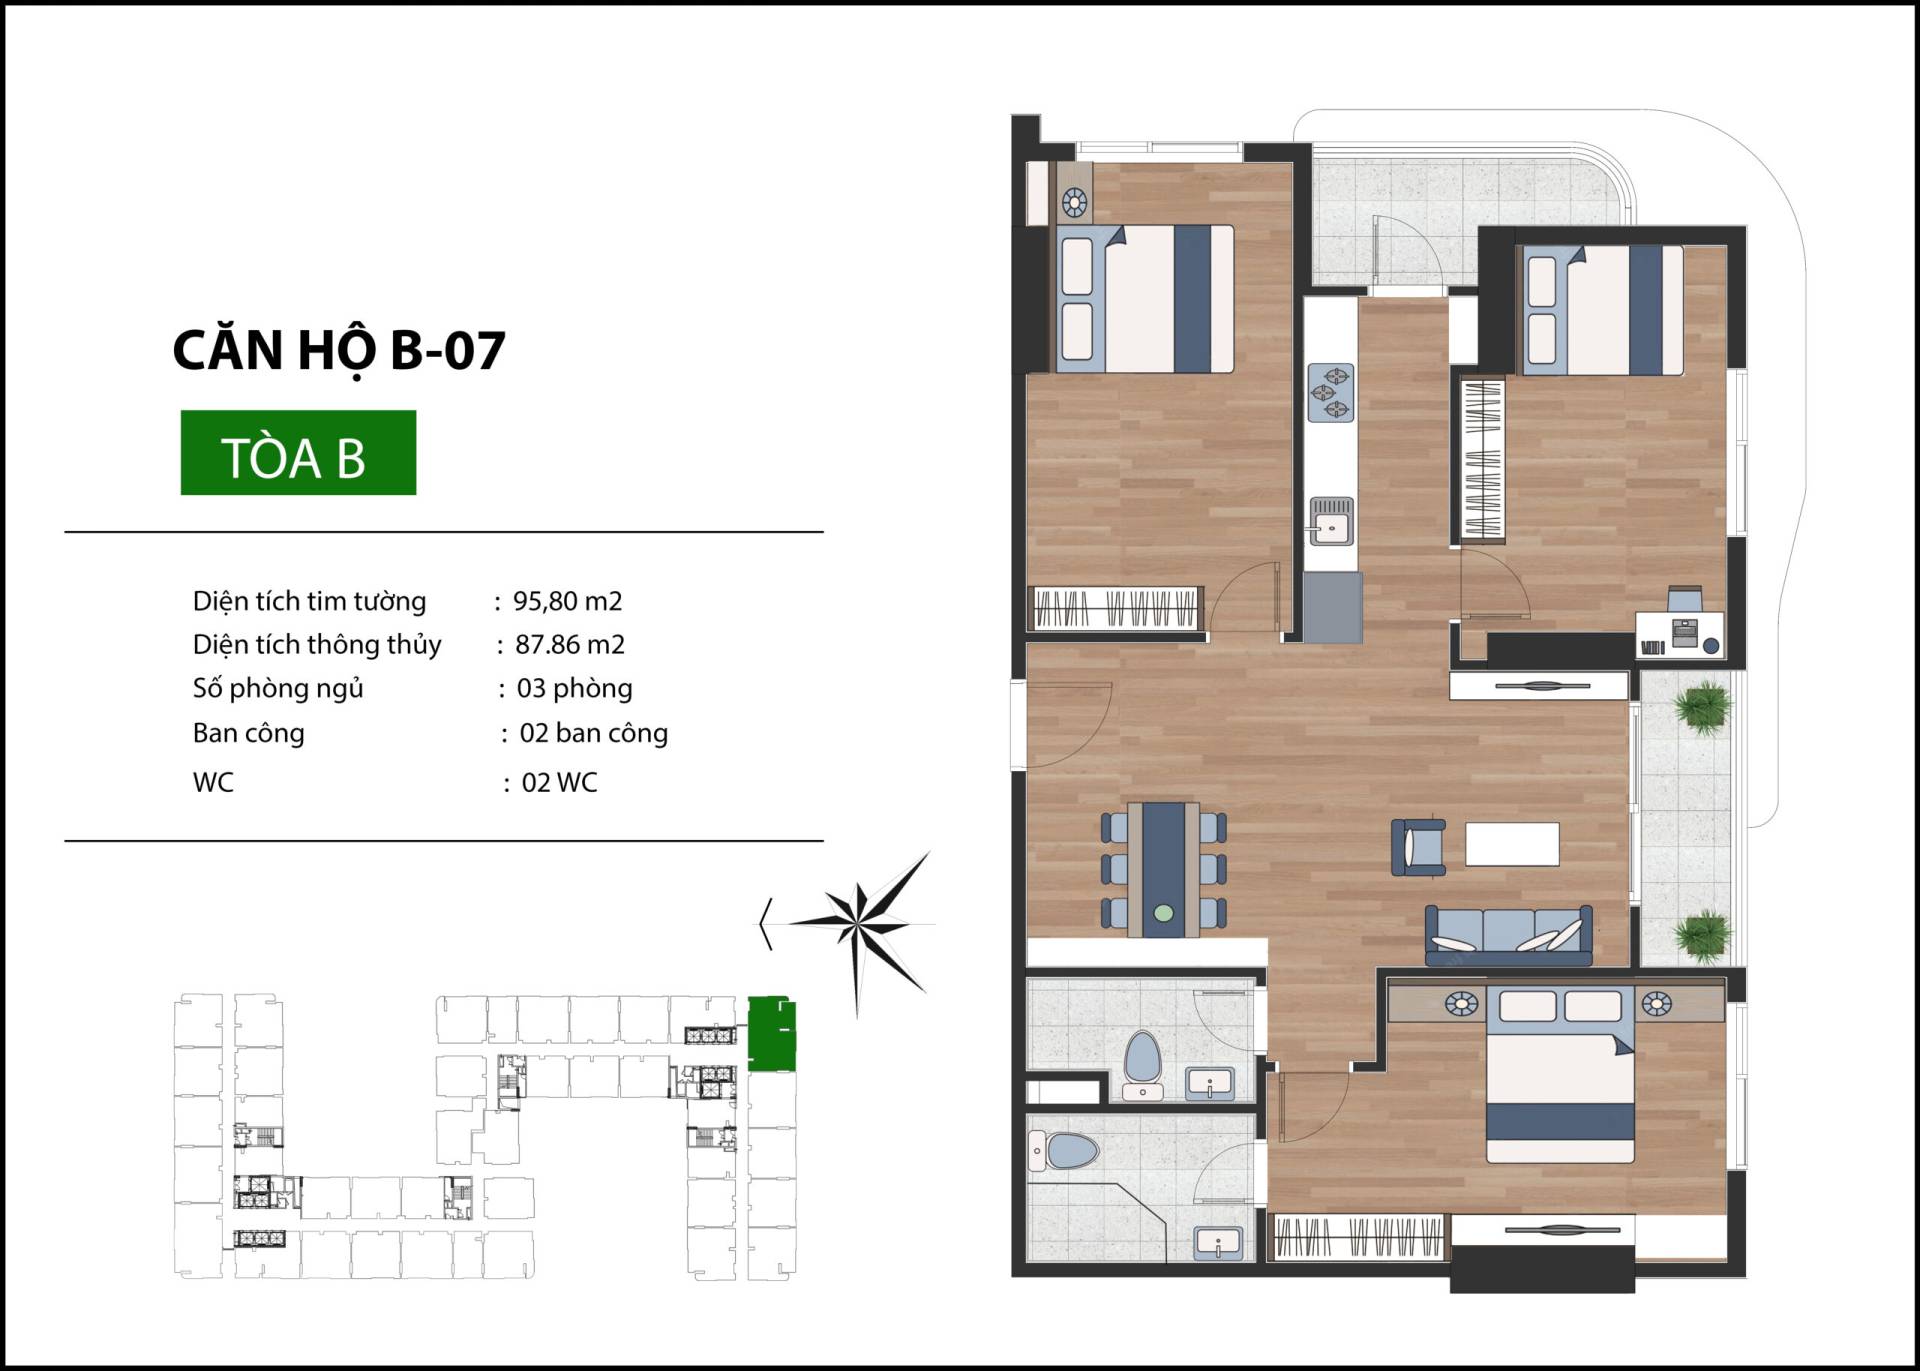 CĂN HỘ B-07
TÒA B
Diện tích tim tường : 95,80 m2
Diện tích thông thủy : 87.86 m2
Số phòng ngủ : 03 phòng
Ban công : 02 ban công
WC : 02 WC